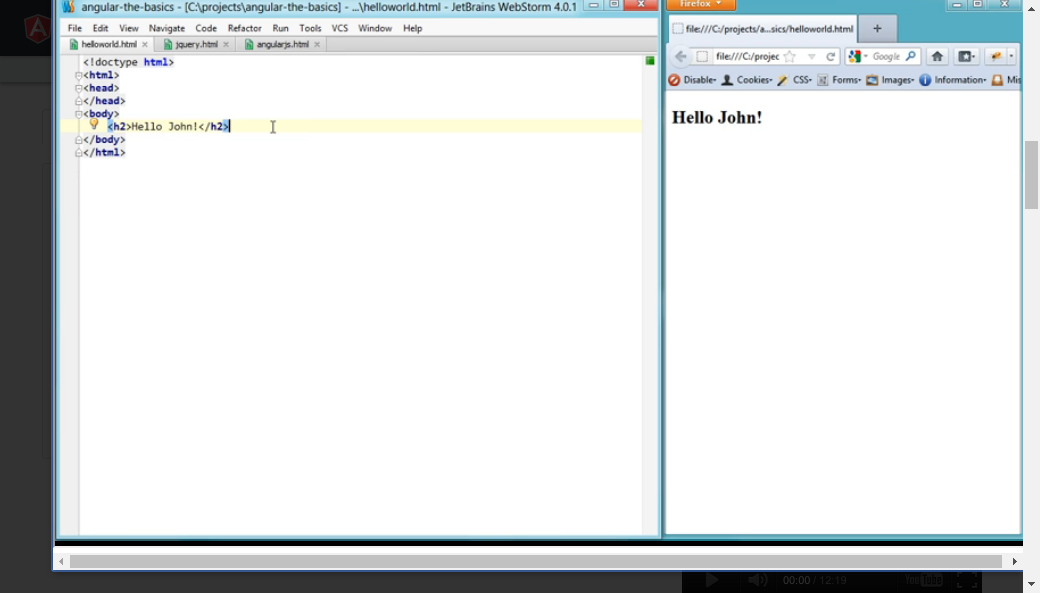 angular-the-basics - [C:\projects\angular-the-basics] - ...\helloworld.html - JetBrains WebStorm 4.0.1
File Edit View Navigate Code Refactor Run Tools VCS Window Help
helloworld.html jquery.html angularjs.html
<!doctype html>
<html>
<head>
</head>
<body>
<h2>Hello John!</h2>
</body>
</html>
Firefox
file:///C:/projects/a...sics/helloworld.html
file:///C:/projec Google
Disable Cookies CSS Forms Images Information Mis
Hello John!
00:00 / 12:19 YouTube